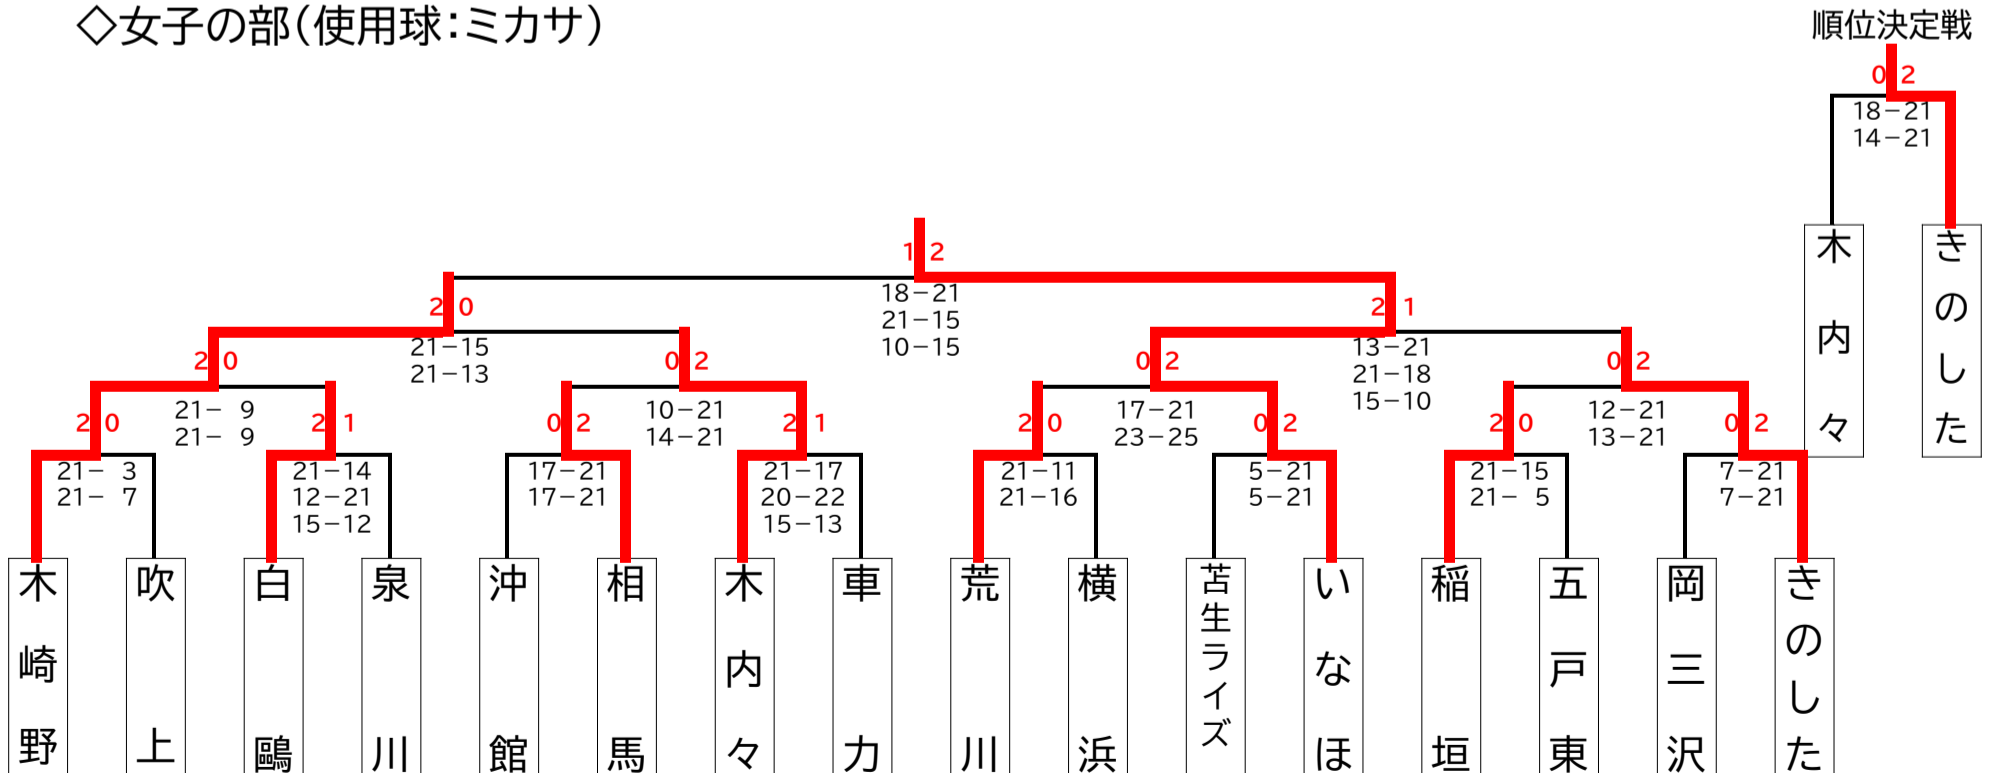 ◇女子の部(使用球:ミカサ)
順位決定戦
0 2
18-21
14-21
木内々
きのした
1 2
18-21
21-15
10-15
2 0
21-15
21-13
2 1
13-21
21-18
15-10
2 0
21- 9
21- 9
0 2
10-21
14-21
0 2
17-21
23-25
0 2
12-21
13-21
2 0
21- 3
21- 7
2 1
21-14
12-21
15-12
0 2
17-21
17-21
2 1
21-17
20-22
15-13
2 0
21-11
21-16
0 2
5-21
5-21
2 0
21-15
21- 5
0 2
7-21
7-21
木崎野
吹上
白鷗
泉川
沖館
相馬
木内々
車力
荒川
横浜
苫生ライズ
いなほ
稲垣
五戸東
岡三沢
きのした